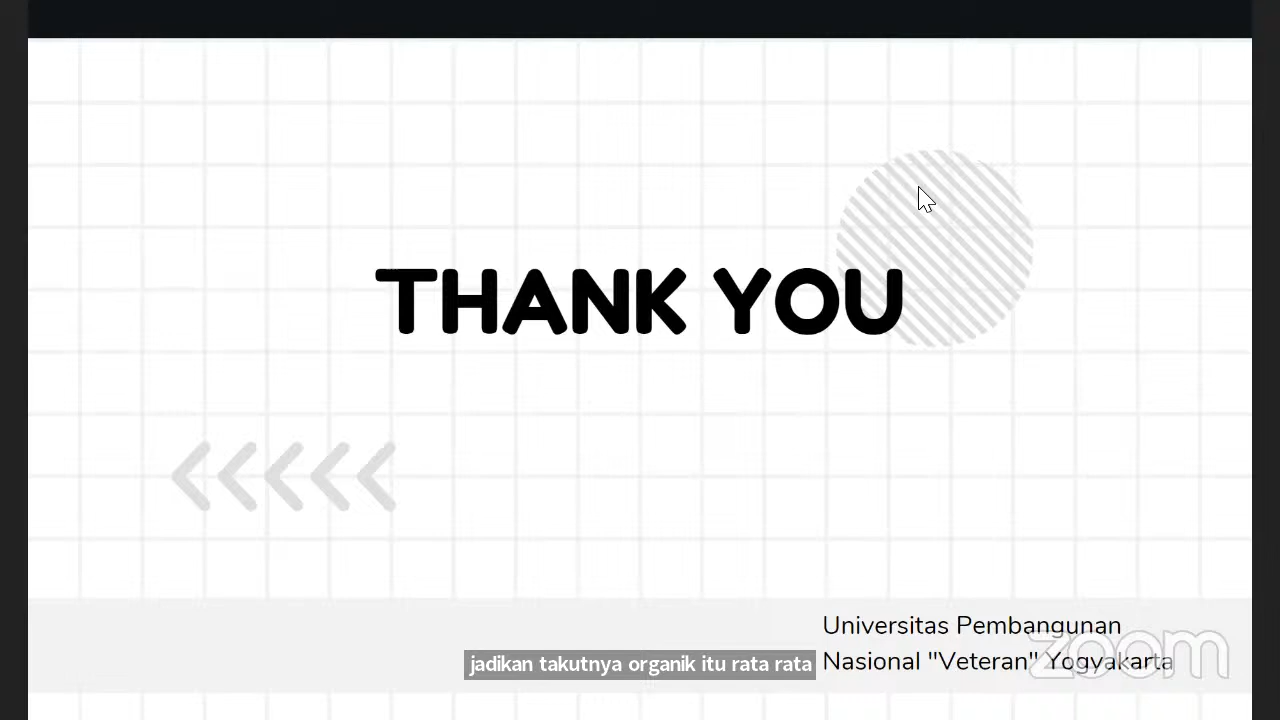 THANK YOU
Universitas Pembangunan
Nasional "Veteran" Yogyakarta
jadikan takutnya organik itu rata rata
zoom